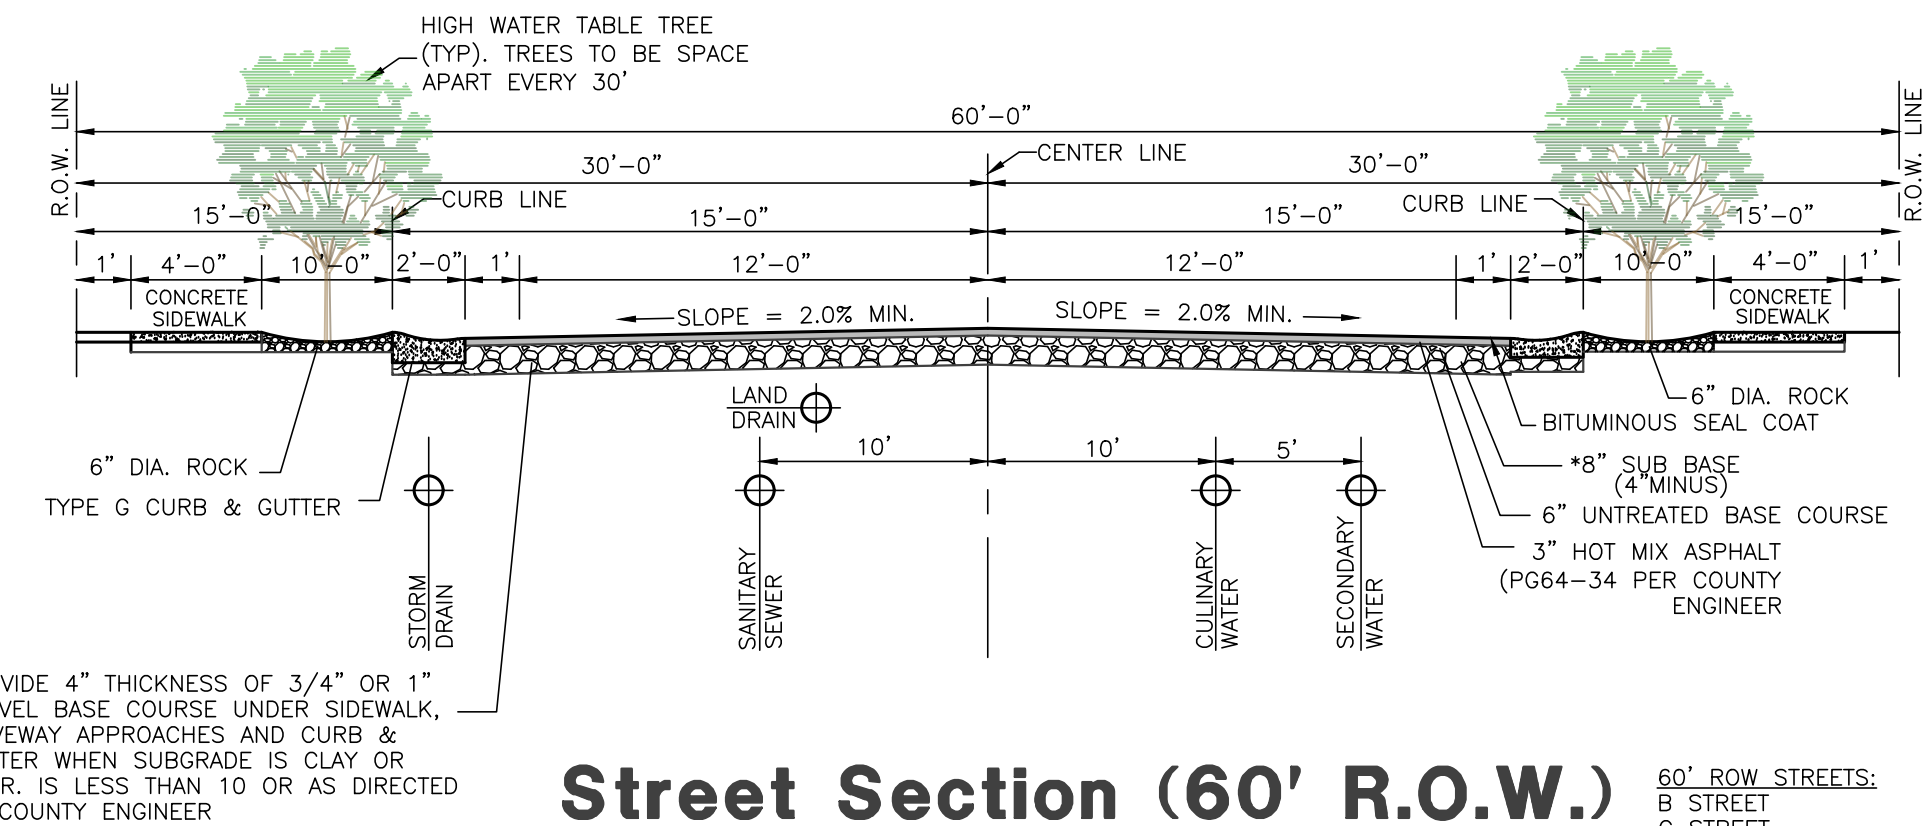 HIGH WATER TABLE TREE
(TYP). TREES TO BE SPACE
APART EVERY 30'
R.O.W. LINE
R.O.W. LINE
60'-0"
30'-0"
CENTER LINE
30'-0"
15'-0"
CURB LINE
15'-0"
15'-0"
CURB LINE
15'-0"
1'
4'-0"
10'-0"
2'-0"
1'
12'-0"
12'-0"
1'
2'-0"
10'-0"
4'-0"
1'
CONCRETE
SIDEWALK
SLOPE = 2.0% MIN.
SLOPE = 2.0% MIN.
CONCRETE
SIDEWALK
LAND
DRAIN
6" DIA. ROCK
BITUMINOUS SEAL COAT
10'
10'
5'
6" DIA. ROCK
TYPE G CURB & GUTTER
*8" SUB BASE
(4"MINUS)
6" UNTREATED BASE COURSE
3" HOT MIX ASPHALT
(PG64-34 PER COUNTY
ENGINEER
STORM
DRAIN
SANITARY
SEWER
CULINARY
WATER
SECONDARY
WATER
VIDE 4" THICKNESS OF 3/4" OR 1"
VEL BASE COURSE UNDER SIDEWALK,
VEWAY APPROACHES AND CURB &
TER WHEN SUBGRADE IS CLAY OR
R. IS LESS THAN 10 OR AS DIRECTED
COUNTY ENGINEER
Street Section (60' R.O.W.)
60' ROW STREETS:
B STREET